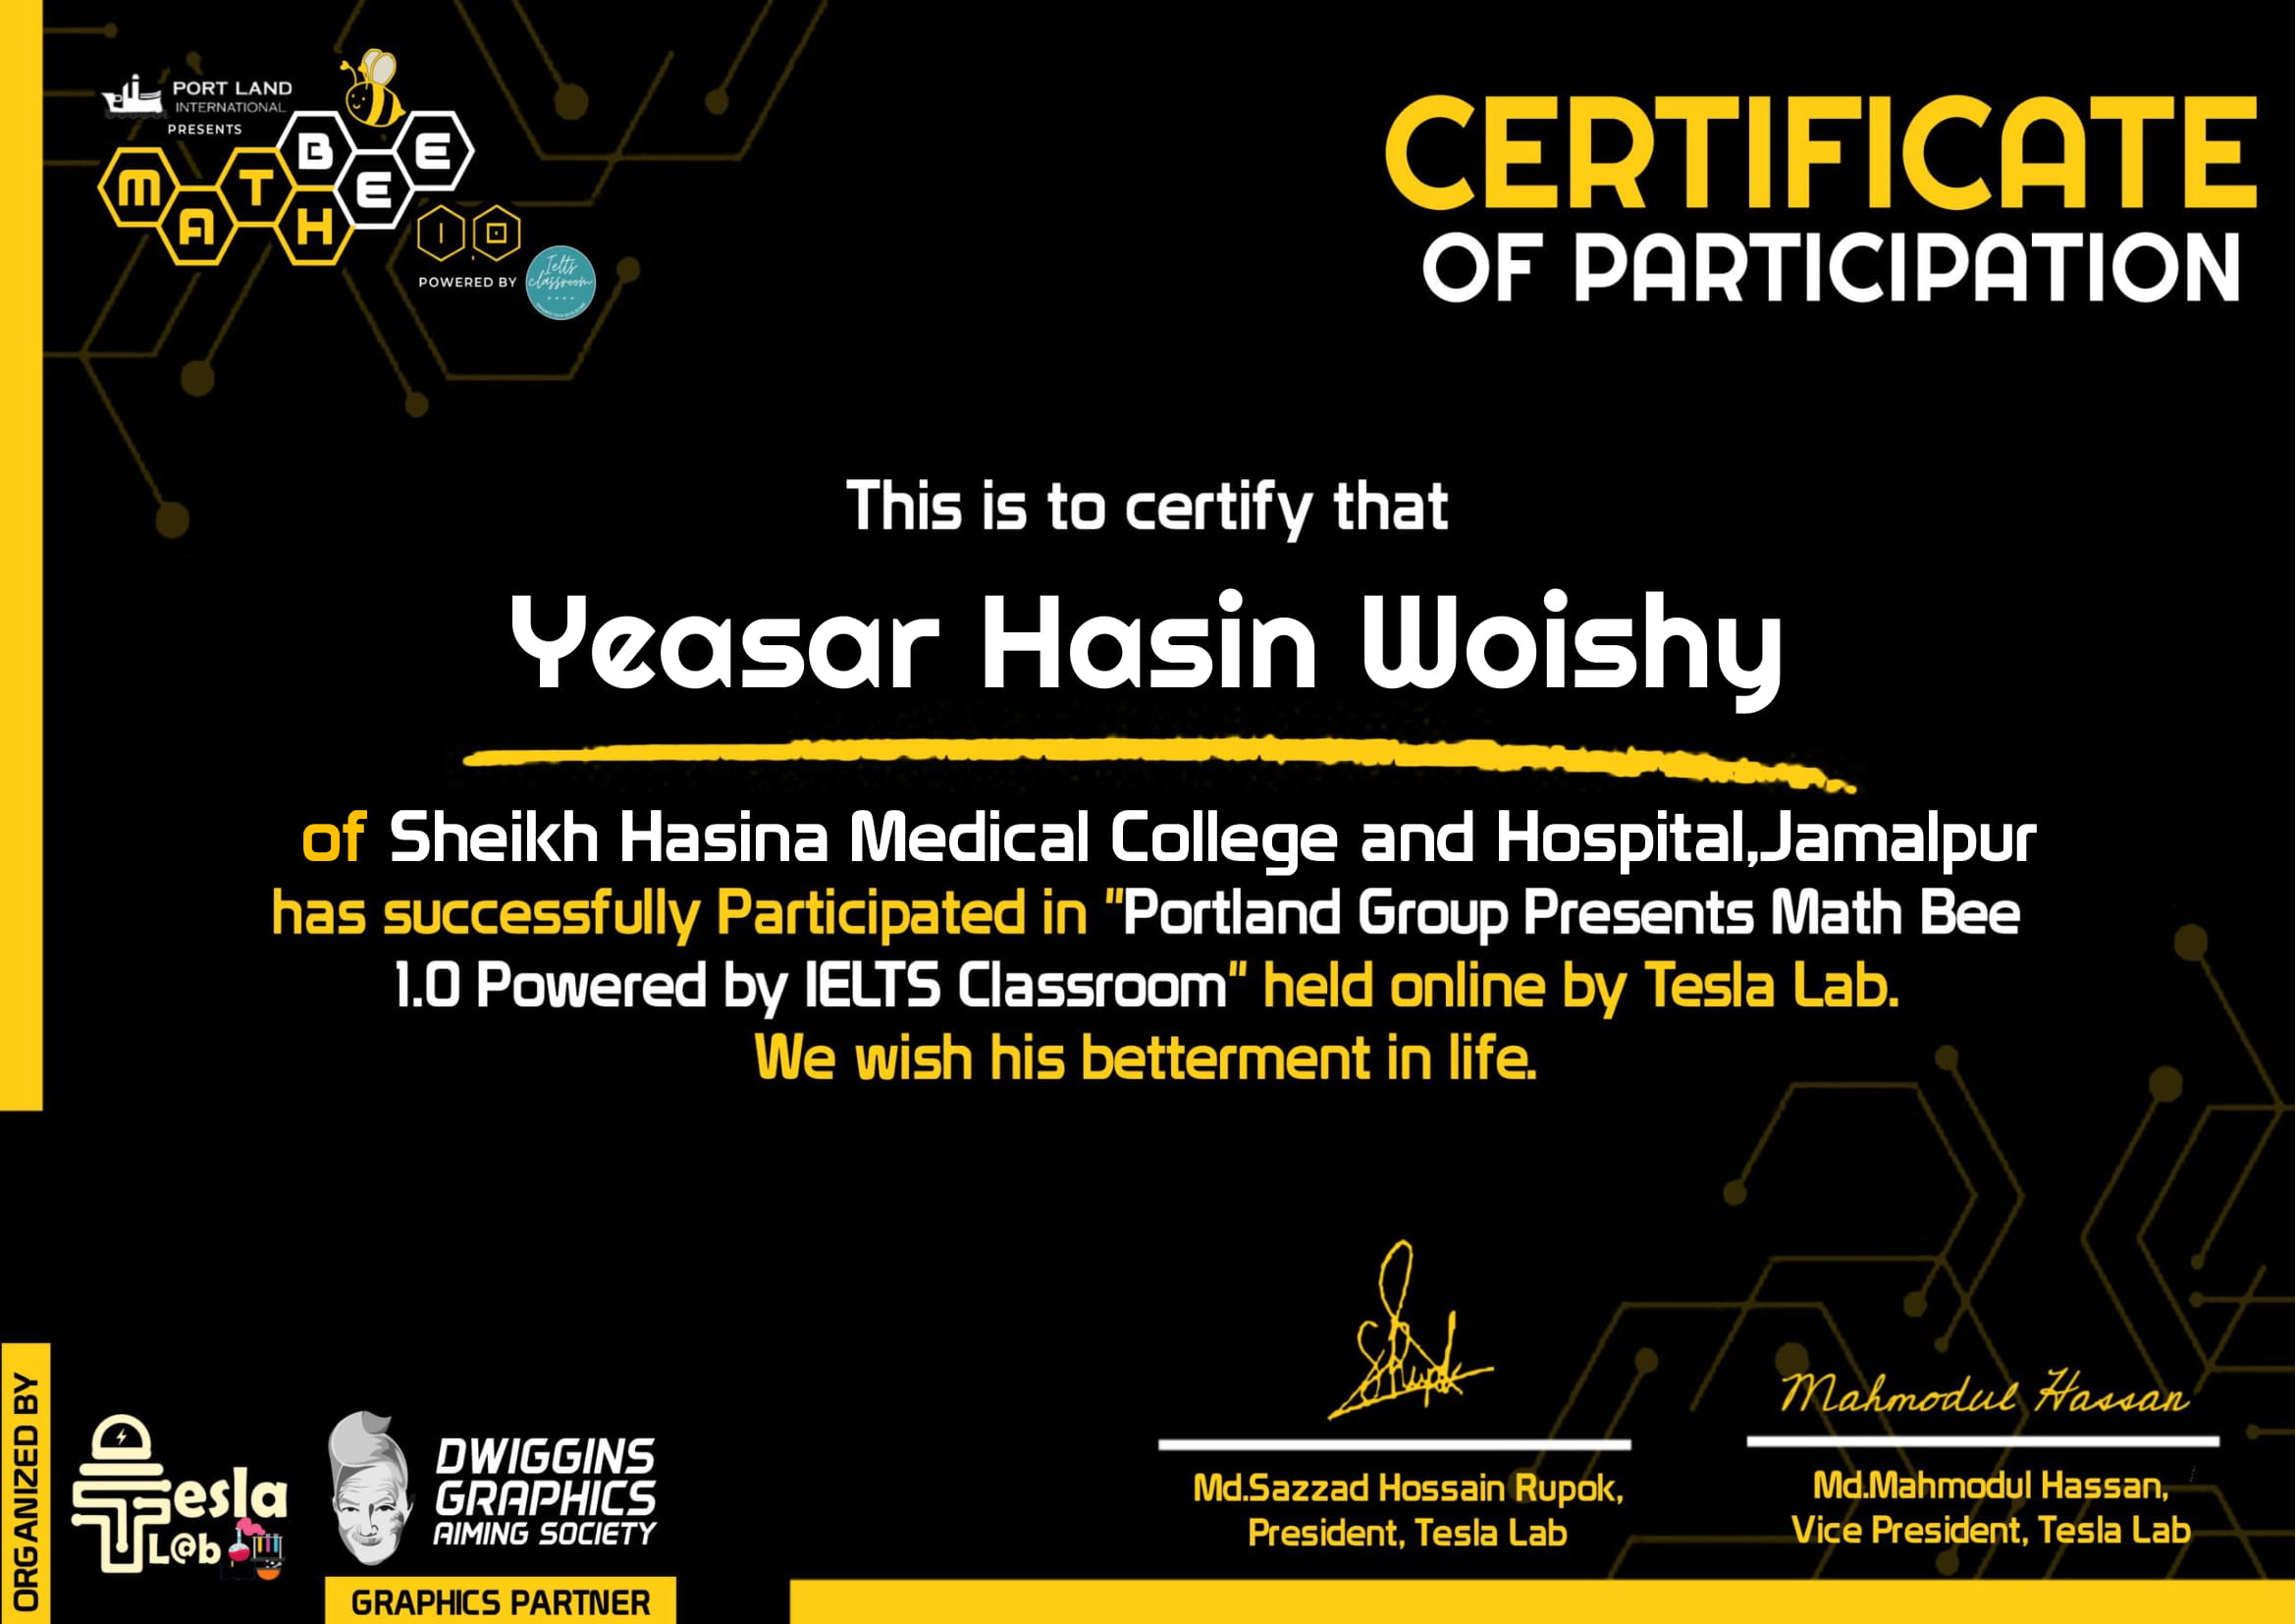 PORT LAND
INTERNATIONAL
PRESENTS
MATH BEE
1.0
POWERED BY
Ielts
classroom
CERTIFICATE
OF PARTICIPATION
This is to certify that
Yeasar Hasin Woishy
of Sheikh Hasina Medical College and Hospital,Jamalpur
has successfully Participated in "Portland Group Presents Math Bee
1.0 Powered by IELTS Classroom" held online by Tesla Lab.
We wish his betterment in life.
Mahmodul Hassan
Md.Sazzad Hossain Rupok,
President, Tesla Lab
Md.Mahmodul Hassan,
Vice President, Tesla Lab
ORGANIZED BY
Tesla
L@b
DWIGGINS
GRAPHICS
AIMING SOCIETY
GRAPHICS PARTNER